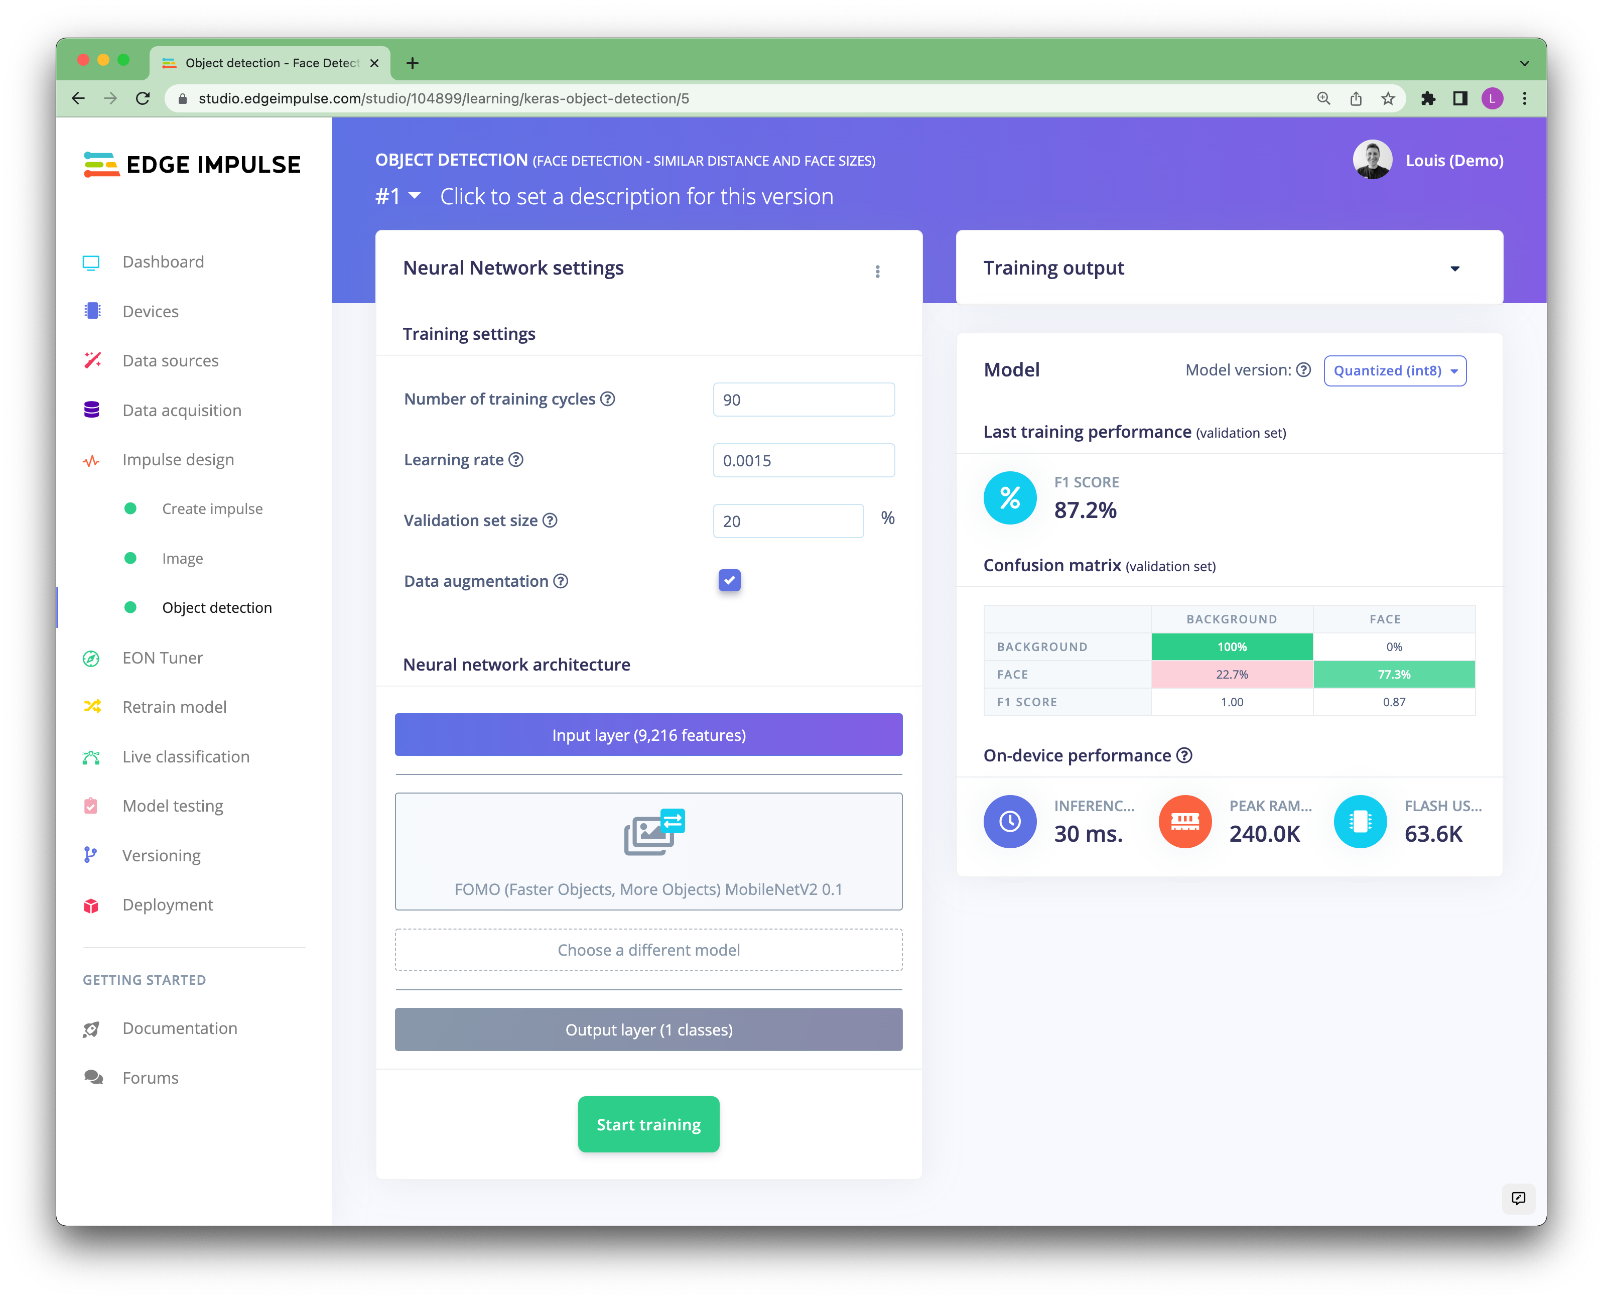 Object detection - Face Detect
studio.edgeimpulse.com/studio/104899/learning/keras-object-detection/5
L
EDGE IMPULSE
Dashboard
Devices
Data sources
Data acquisition
Impulse design
Create impulse
Image
Object detection
EON Tuner
Retrain model
Live classification
Model testing
Versioning
Deployment
GETTING STARTED
Documentation
Forums
OBJECT DETECTION (FACE DETECTION - SIMILAR DISTANCE AND FACE SIZES)
#1 Click to set a description for this version
Louis (Demo)
Neural Network settings
Training settings
Number of training cycles ? 90
Learning rate ? 0.0015
Validation set size ? 20 %
Data augmentation ?
Neural network architecture
Input layer (9,216 features)
FOMO (Faster Objects, More Objects) MobileNetV2 0.1
Choose a different model
Output layer (1 classes)
Start training
Training output
Model
Model version: ? Quantized (int8)
Last training performance (validation set)
%
F1 SCORE
87.2%
Confusion matrix (validation set)
BACKGROUND FACE
BACKGROUND 100% 0%
FACE 22.7% 77.3%
F1 SCORE 1.00 0.87
On-device performance ?
INFERENC... PEAK RAM... FLASH US...
30 ms. 240.0K 63.6K